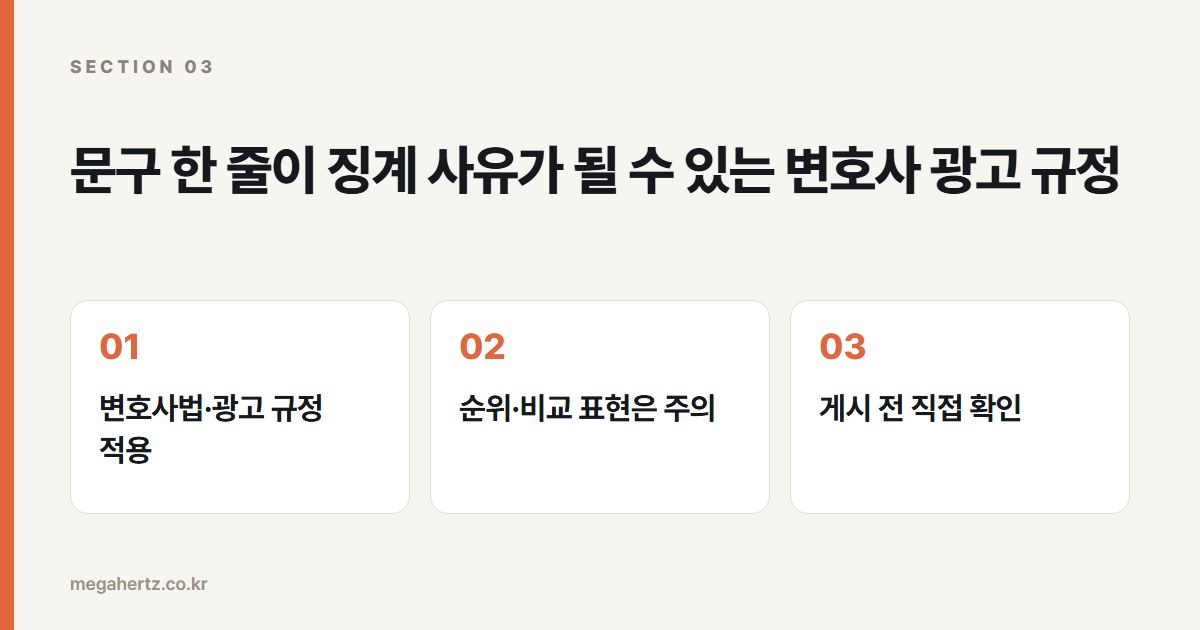 SECTION 03
문구 한 줄이 징계 사유가 될 수 있는 변호사 광고 규정
01
변호사법·광고 규정
적용
02
순위·비교 표현은 주의
03
게시 전 직접 확인
megahertz.co.kr